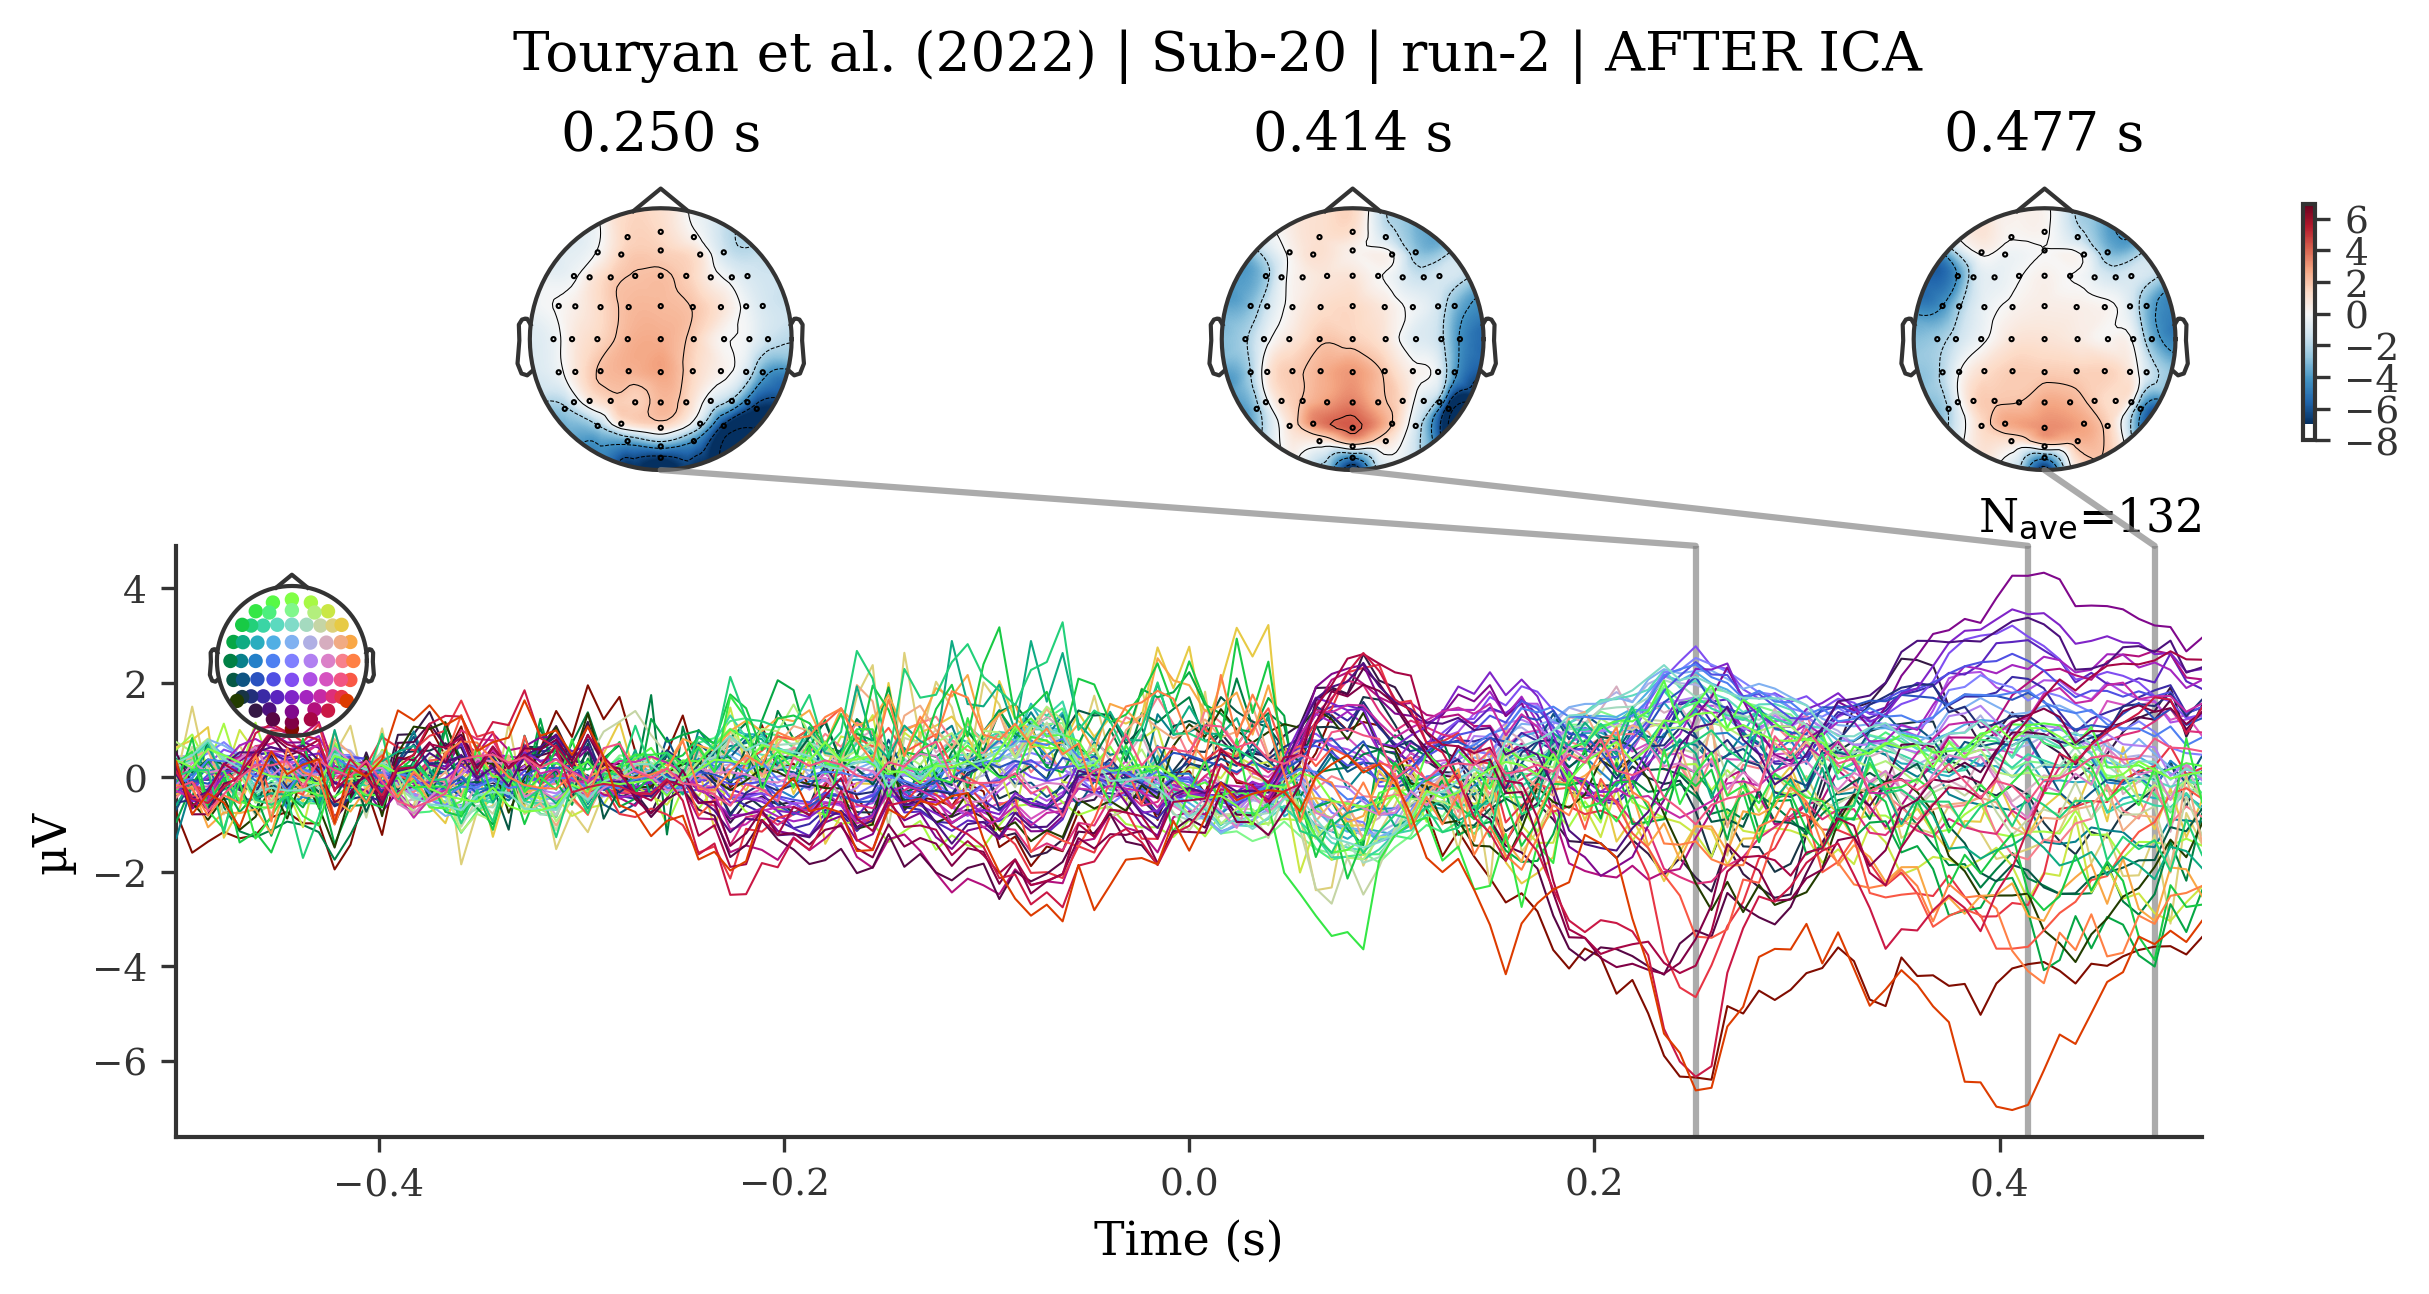 Touryan et al. (2022) | Sub-20 | run-2 | AFTER ICA
0.250 s
0.414 s
0.477 s
6
4
2
0
−2
−4
−6
−8
Nave=132
4
2
0
−2
−4
−6
µV
−0.4
−0.2
0.0
0.2
0.4
Time (s)